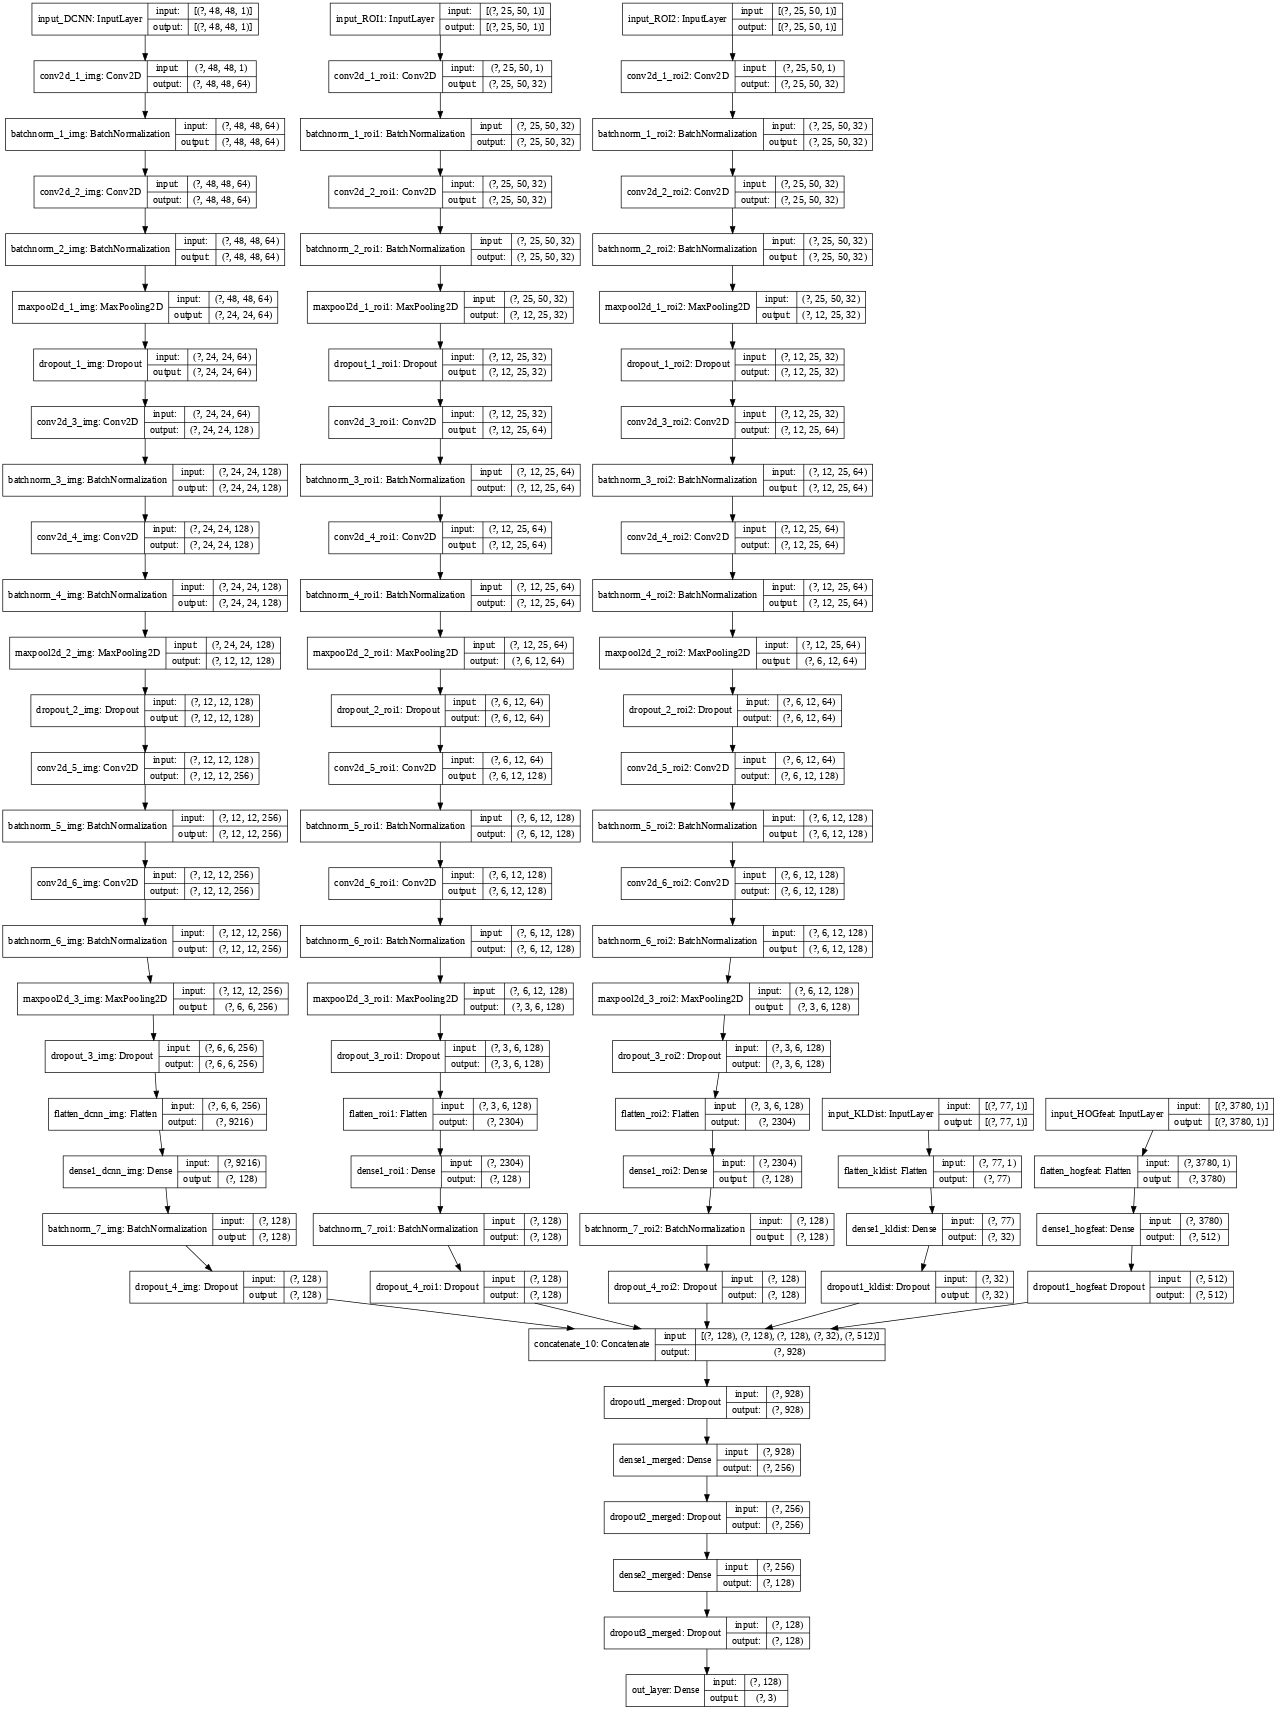 input_DCNN: InputLayer
input: [(?, 48, 48, 1)]
output: [(?, 48, 48, 1)]
conv2d_1_img: Conv2D
input: (?, 48, 48, 1)
output: (?, 48, 48, 64)
batchnorm_1_img: BatchNormalization
input: (?, 48, 48, 64)
output: (?, 48, 48, 64)
conv2d_2_img: Conv2D
input: (?, 48, 48, 64)
output: (?, 48, 48, 64)
batchnorm_2_img: BatchNormalization
input: (?, 48, 48, 64)
output: (?, 48, 48, 64)
maxpool2d_1_img: MaxPooling2D
input: (?, 48, 48, 64)
output: (?, 24, 24, 64)
dropout_1_img: Dropout
input: (?, 24, 24, 64)
output: (?, 24, 24, 64)
conv2d_3_img: Conv2D
input: (?, 24, 24, 64)
output: (?, 24, 24, 128)
batchnorm_3_img: BatchNormalization
input: (?, 24, 24, 128)
output: (?, 24, 24, 128)
conv2d_4_img: Conv2D
input: (?, 24, 24, 128)
output: (?, 24, 24, 128)
batchnorm_4_img: BatchNormalization
input: (?, 24, 24, 128)
output: (?, 24, 24, 128)
maxpool2d_2_img: MaxPooling2D
input: (?, 24, 24, 128)
output: (?, 12, 12, 128)
dropout_2_img: Dropout
input: (?, 12, 12, 128)
output: (?, 12, 12, 128)
conv2d_5_img: Conv2D
input: (?, 12, 12, 128)
output: (?, 12, 12, 256)
batchnorm_5_img: BatchNormalization
input: (?, 12, 12, 256)
output: (?, 12, 12, 256)
conv2d_6_img: Conv2D
input: (?, 12, 12, 256)
output: (?, 12, 12, 256)
batchnorm_6_img: BatchNormalization
input: (?, 12, 12, 256)
output: (?, 12, 12, 256)
maxpool2d_3_img: MaxPooling2D
input: (?, 12, 12, 256)
output: (?, 6, 6, 256)
dropout_3_img: Dropout
input: (?, 6, 6, 256)
output: (?, 6, 6, 256)
flatten_dcnn_img: Flatten
input: (?, 6, 6, 256)
output: (?, 9216)
dense1_dcnn_img: Dense
input: (?, 9216)
output: (?, 128)
batchnorm_7_img: BatchNormalization
input: (?, 128)
output: (?, 128)
dropout_4_img: Dropout
input: (?, 128)
output: (?, 128)
input_ROI1: InputLayer
input: [(?, 25, 50, 1)]
output: [(?, 25, 50, 1)]
conv2d_1_roi1: Conv2D
input: (?, 25, 50, 1)
output: (?, 25, 50, 32)
batchnorm_1_roi1: BatchNormalization
input: (?, 25, 50, 32)
output: (?, 25, 50, 32)
conv2d_2_roi1: Conv2D
input: (?, 25, 50, 32)
output: (?, 25, 50, 32)
batchnorm_2_roi1: BatchNormalization
input: (?, 25, 50, 32)
output: (?, 25, 50, 32)
maxpool2d_1_roi1: MaxPooling2D
input: (?, 25, 50, 32)
output: (?, 12, 25, 32)
dropout_1_roi1: Dropout
input: (?, 12, 25, 32)
output: (?, 12, 25, 32)
conv2d_3_roi1: Conv2D
input: (?, 12, 25, 32)
output: (?, 12, 25, 64)
batchnorm_3_roi1: BatchNormalization
input: (?, 12, 25, 64)
output: (?, 12, 25, 64)
conv2d_4_roi1: Conv2D
input: (?, 12, 25, 64)
output: (?, 12, 25, 64)
batchnorm_4_roi1: BatchNormalization
input: (?, 12, 25, 64)
output: (?, 12, 25, 64)
maxpool2d_2_roi1: MaxPooling2D
input: (?, 12, 25, 64)
output: (?, 6, 12, 64)
dropout_2_roi1: Dropout
input: (?, 6, 12, 64)
output: (?, 6, 12, 64)
conv2d_5_roi1: Conv2D
input: (?, 6, 12, 64)
output: (?, 6, 12, 128)
batchnorm_5_roi1: BatchNormalization
input: (?, 6, 12, 128)
output: (?, 6, 12, 128)
conv2d_6_roi1: Conv2D
input: (?, 6, 12, 128)
output: (?, 6, 12, 128)
batchnorm_6_roi1: BatchNormalization
input: (?, 6, 12, 128)
output: (?, 6, 12, 128)
maxpool2d_3_roi1: MaxPooling2D
input: (?, 6, 12, 128)
output: (?, 3, 6, 128)
dropout_3_roi1: Dropout
input: (?, 3, 6, 128)
output: (?, 3, 6, 128)
flatten_roi1: Flatten
input: (?, 3, 6, 128)
output: (?, 2304)
dense1_roi1: Dense
input: (?, 2304)
output: (?, 128)
batchnorm_7_roi1: BatchNormalization
input: (?, 128)
output: (?, 128)
dropout_4_roi1: Dropout
input: (?, 128)
output: (?, 128)
input_ROI2: InputLayer
input: [(?, 25, 50, 1)]
output: [(?, 25, 50, 1)]
conv2d_1_roi2: Conv2D
input: (?, 25, 50, 1)
output: (?, 25, 50, 32)
batchnorm_1_roi2: BatchNormalization
input: (?, 25, 50, 32)
output: (?, 25, 50, 32)
conv2d_2_roi2: Conv2D
input: (?, 25, 50, 32)
output: (?, 25, 50, 32)
batchnorm_2_roi2: BatchNormalization
input: (?, 25, 50, 32)
output: (?, 25, 50, 32)
maxpool2d_1_roi2: MaxPooling2D
input: (?, 25, 50, 32)
output: (?, 12, 25, 32)
dropout_1_roi2: Dropout
input: (?, 12, 25, 32)
output: (?, 12, 25, 32)
conv2d_3_roi2: Conv2D
input: (?, 12, 25, 32)
output: (?, 12, 25, 64)
batchnorm_3_roi2: BatchNormalization
input: (?, 12, 25, 64)
output: (?, 12, 25, 64)
conv2d_4_roi2: Conv2D
input: (?, 12, 25, 64)
output: (?, 12, 25, 64)
batchnorm_4_roi2: BatchNormalization
input: (?, 12, 25, 64)
output: (?, 12, 25, 64)
maxpool2d_2_roi2: MaxPooling2D
input: (?, 12, 25, 64)
output: (?, 6, 12, 64)
dropout_2_roi2: Dropout
input: (?, 6, 12, 64)
output: (?, 6, 12, 64)
conv2d_5_roi2: Conv2D
input: (?, 6, 12, 64)
output: (?, 6, 12, 128)
batchnorm_5_roi2: BatchNormalization
input: (?, 6, 12, 128)
output: (?, 6, 12, 128)
conv2d_6_roi2: Conv2D
input: (?, 6, 12, 128)
output: (?, 6, 12, 128)
batchnorm_6_roi2: BatchNormalization
input: (?, 6, 12, 128)
output: (?, 6, 12, 128)
maxpool2d_3_roi2: MaxPooling2D
input: (?, 6, 12, 128)
output: (?, 3, 6, 128)
dropout_3_roi2: Dropout
input: (?, 3, 6, 128)
output: (?, 3, 6, 128)
flatten_roi2: Flatten
input: (?, 3, 6, 128)
output: (?, 2304)
dense1_roi2: Dense
input: (?, 2304)
output: (?, 128)
batchnorm_7_roi2: BatchNormalization
input: (?, 128)
output: (?, 128)
dropout_4_roi2: Dropout
input: (?, 128)
output: (?, 128)
input_KLDist: InputLayer
input: [(?, 77, 1)]
output: [(?, 77, 1)]
flatten_kldist: Flatten
input: (?, 77, 1)
output: (?, 77)
dense1_kldist: Dense
input: (?, 77)
output: (?, 32)
dropout1_kldist: Dropout
input: (?, 32)
output: (?, 32)
input_HOGfeat: InputLayer
input: [(?, 3780, 1)]
output: [(?, 3780, 1)]
flatten_hogfeat: Flatten
input: (?, 3780, 1)
output: (?, 3780)
dense1_hogfeat: Dense
input: (?, 3780)
output: (?, 512)
dropout1_hogfeat: Dropout
input: (?, 512)
output: (?, 512)
concatenate_10: Concatenate
input: [(?, 128), (?, 128), (?, 128), (?, 32), (?, 512)]
output: (?, 928)
dropout1_merged: Dropout
input: (?, 928)
output: (?, 928)
dense1_merged: Dense
input: (?, 928)
output: (?, 256)
dropout2_merged: Dropout
input: (?, 256)
output: (?, 256)
dense2_merged: Dense
input: (?, 256)
output: (?, 128)
dropout3_merged: Dropout
input: (?, 128)
output: (?, 128)
out_layer: Dense
input: (?, 128)
output: (?, 3)